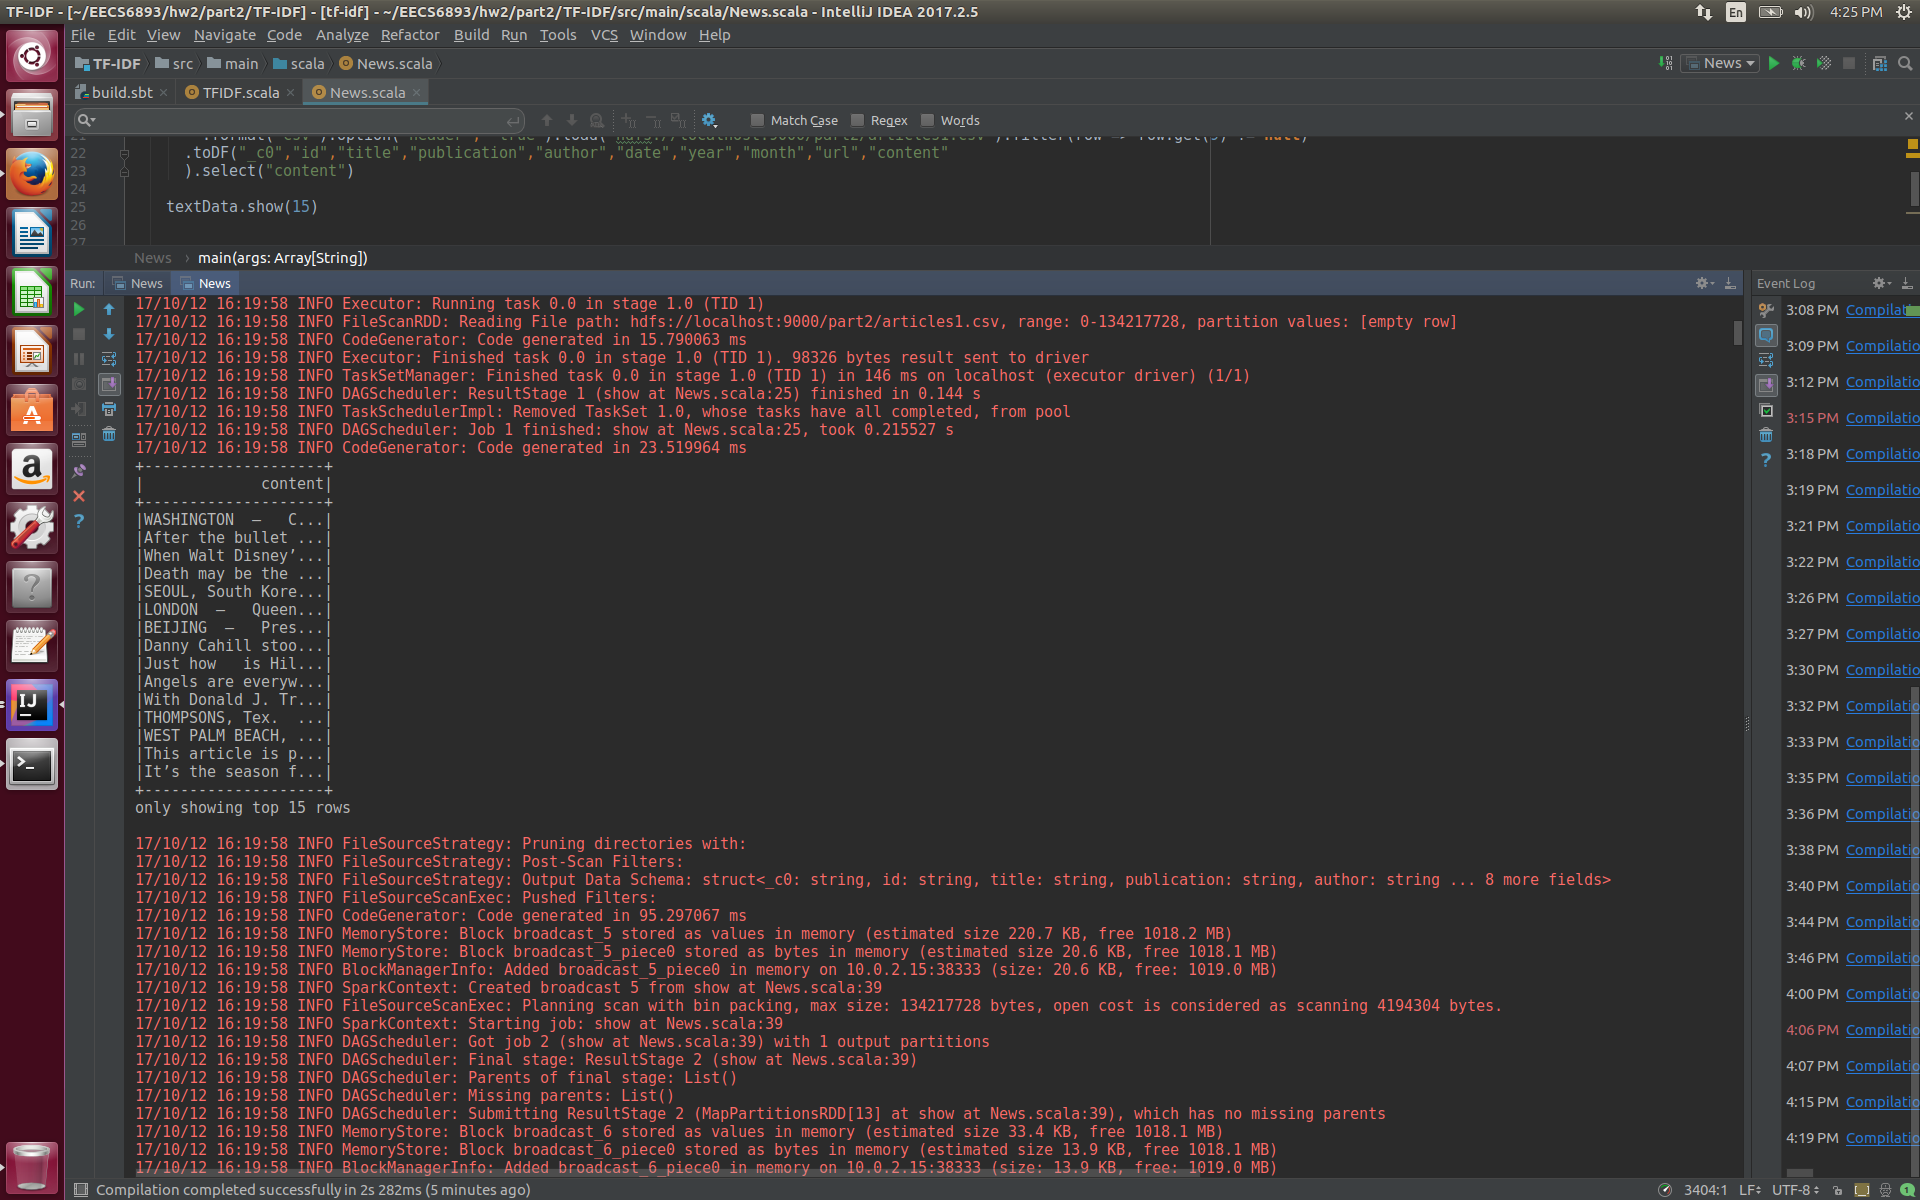 TF-IDF - [~/EECS6893/hw2/part2/TF-IDF] - [tf-idf] - ~/EECS6893/hw2/part2/TF-IDF/src/main/scala/News.scala - IntelliJ IDEA 2017.2.5
En
4:25 PM
File Edit View Navigate Code Analyze Refactor Build Run Tools VCS Window Help
TF-IDF src main scala News.scala
News
build.sbt TFIDF.scala News.scala
Match Case Regex Words
22 .toDF("_c0","id","title","publication","author","date","year","month","url","content"
23 ).select("content")
24
25 textData.show(15)
26
27
News › main(args: Array[String])
Run: News News
Event Log
17/10/12 16:19:58 INFO Executor: Running task 0.0 in stage 1.0 (TID 1)
17/10/12 16:19:58 INFO FileScanRDD: Reading File path: hdfs://localhost:9000/part2/articles1.csv, range: 0-134217728, partition values: [empty row]
17/10/12 16:19:58 INFO CodeGenerator: Code generated in 15.790063 ms
17/10/12 16:19:58 INFO Executor: Finished task 0.0 in stage 1.0 (TID 1). 98326 bytes result sent to driver
17/10/12 16:19:58 INFO TaskSetManager: Finished task 0.0 in stage 1.0 (TID 1) in 146 ms on localhost (executor driver) (1/1)
17/10/12 16:19:58 INFO DAGScheduler: ResultStage 1 (show at News.scala:25) finished in 0.144 s
17/10/12 16:19:58 INFO TaskSchedulerImpl: Removed TaskSet 1.0, whose tasks have all completed, from pool
17/10/12 16:19:58 INFO DAGScheduler: Job 1 finished: show at News.scala:25, took 0.215527 s
17/10/12 16:19:58 INFO CodeGenerator: Code generated in 23.519964 ms
+--------------------+
|             content|
+--------------------+
|WASHINGTON  —   C...|
|After the bullet ...|
|When Walt Disney’...|
|Death may be the ...|
|SEOUL, South Kore...|
|LONDON  —   Queen...|
|BEIJING  —   Pres...|
|Danny Cahill stoo...|
|Just how   is Hil...|
|Angels are everyw...|
|With Donald J. Tr...|
|THOMPSONS, Tex.  ...|
|WEST PALM BEACH, ...|
|This article is p...|
|It’s the season f...|
+--------------------+
only showing top 15 rows
17/10/12 16:19:58 INFO FileSourceStrategy: Pruning directories with:
17/10/12 16:19:58 INFO FileSourceStrategy: Post-Scan Filters:
17/10/12 16:19:58 INFO FileSourceStrategy: Output Data Schema: struct<_c0: string, id: string, title: string, publication: string, author: string ... 8 more fields>
17/10/12 16:19:58 INFO FileSourceScanExec: Pushed Filters:
17/10/12 16:19:58 INFO CodeGenerator: Code generated in 95.297067 ms
17/10/12 16:19:58 INFO MemoryStore: Block broadcast_5 stored as values in memory (estimated size 220.7 KB, free 1018.2 MB)
17/10/12 16:19:58 INFO MemoryStore: Block broadcast_5_piece0 stored as bytes in memory (estimated size 20.6 KB, free 1018.1 MB)
17/10/12 16:19:58 INFO BlockManagerInfo: Added broadcast_5_piece0 in memory on 10.0.2.15:38333 (size: 20.6 KB, free: 1019.0 MB)
17/10/12 16:19:58 INFO SparkContext: Created broadcast 5 from show at News.scala:39
17/10/12 16:19:58 INFO FileSourceScanExec: Planning scan with bin packing, max size: 134217728 bytes, open cost is considered as scanning 4194304 bytes.
17/10/12 16:19:58 INFO SparkContext: Starting job: show at News.scala:39
17/10/12 16:19:58 INFO DAGScheduler: Got job 2 (show at News.scala:39) with 1 output partitions
17/10/12 16:19:58 INFO DAGScheduler: Final stage: ResultStage 2 (show at News.scala:39)
17/10/12 16:19:58 INFO DAGScheduler: Parents of final stage: List()
17/10/12 16:19:58 INFO DAGScheduler: Missing parents: List()
17/10/12 16:19:58 INFO DAGScheduler: Submitting ResultStage 2 (MapPartitionsRDD[13] at show at News.scala:39), which has no missing parents
17/10/12 16:19:58 INFO MemoryStore: Block broadcast_6 stored as values in memory (estimated size 33.4 KB, free 1018.1 MB)
17/10/12 16:19:58 INFO MemoryStore: Block broadcast_6_piece0 stored as bytes in memory (estimated size 13.9 KB, free 1018.1 MB)
17/10/12 16:19:58 INFO BlockManagerInfo: Added broadcast_6_piece0 in memory on 10.0.2.15:38333 (size: 13.9 KB, free: 1019.0 MB)
3:08 PM Compilati
3:09 PM Compilatio
3:12 PM Compilatio
3:15 PM Compilatio
3:18 PM Compilatio
3:19 PM Compilatio
3:21 PM Compilatio
3:22 PM Compilatio
3:26 PM Compilatio
3:27 PM Compilatio
3:30 PM Compilatio
3:32 PM Compilatio
3:33 PM Compilatio
3:35 PM Compilatio
3:36 PM Compilatio
3:38 PM Compilatio
3:40 PM Compilatio
3:44 PM Compilatio
3:46 PM Compilatio
4:00 PM Compilatio
4:06 PM Compilatio
4:07 PM Compilatio
4:15 PM Compilatio
4:19 PM Compilatio
Compilation completed successfully in 2s 282ms (5 minutes ago)
3404:1 LF÷ UTF-8÷